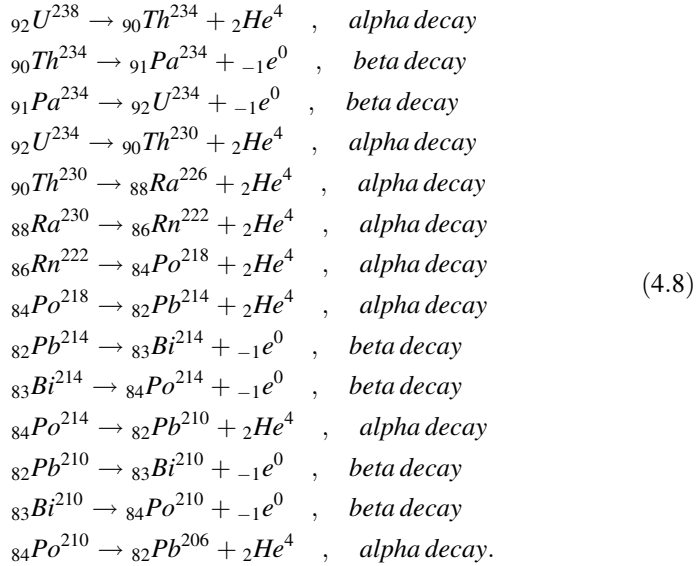 ₉₂U²³⁸ → ₉₀Th²³⁴ + ₂He⁴ , alpha decay
₉₀Th²³⁴ → ₉₁Pa²³⁴ + ₋₁e⁰ , beta decay
₉₁Pa²³⁴ → ₉₂U²³⁴ + ₋₁e⁰ , beta decay
₉₂U²³⁴ → ₉₀Th²³⁰ + ₂He⁴ , alpha decay
₉₀Th²³⁰ → ₈₈Ra²²⁶ + ₂He⁴ , alpha decay
₈₈Ra²³⁰ → ₈₆Rn²²² + ₂He⁴ , alpha decay
₈₆Rn²²² → ₈₄Po²¹⁸ + ₂He⁴ , alpha decay
₈₄Po²¹⁸ → ₈₂Pb²¹⁴ + ₂He⁴ , alpha decay (4.8)
₈₂Pb²¹⁴ → ₈₃Bi²¹⁴ + ₋₁e⁰ , beta decay
₈₃Bi²¹⁴ → ₈₄Po²¹⁴ + ₋₁e⁰ , beta decay
₈₄Po²¹⁴ → ₈₂Pb²¹⁰ + ₂He⁴ , alpha decay
₈₂Pb²¹⁰ → ₈₃Bi²¹⁰ + ₋₁e⁰ , beta decay
₈₃Bi²¹⁰ → ₈₄Po²¹⁰ + ₋₁e⁰ , beta decay
₈₄Po²¹⁰ → ₈₂Pb²⁰⁶ + ₂He⁴ , alpha decay.